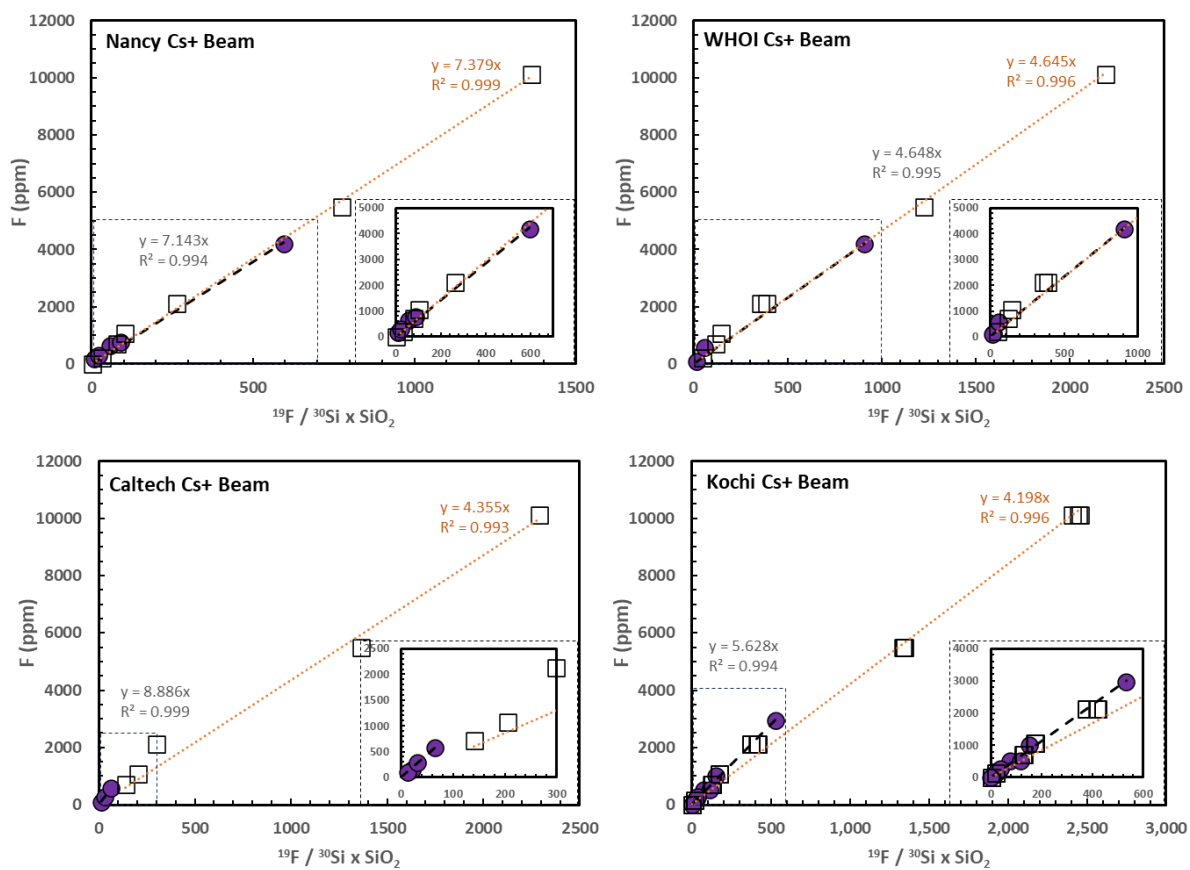 Nancy Cs+ Beam
y = 7.379x
R² = 0.999
y = 7.143x
R² = 0.994
F (ppm)
12000
10000
8000
6000
4000
2000
0
0 500 1000 1500
¹⁹F / ³⁰Si x SiO₂
5000
4000
3000
2000
1000
0
0 200 400 600
WHOI Cs+ Beam
y = 4.645x
R² = 0.996
y = 4.648x
R² = 0.995
F (ppm)
12000
10000
8000
6000
4000
2000
0
0 500 1000 1500 2000 2500
¹⁹F / ³⁰Si x SiO₂
5000
4000
3000
2000
1000
0
0 500 1000
Caltech Cs+ Beam
y = 4.355x
R² = 0.993
y = 8.886x
R² = 0.999
F (ppm)
12000
10000
8000
6000
4000
2000
0
0 500 1000 1500 2000 2500
¹⁹F / ³⁰Si x SiO₂
2500
2000
1500
1000
500
0
0 100 200 300
Kochi Cs+ Beam
y = 4.198x
R² = 0.996
y = 5.628x
R² = 0.994
F (ppm)
12000
10000
8000
6000
4000
2000
0
0 500 1,000 1,500 2,000 2,500 3,000
¹⁹F / ³⁰Si x SiO₂
4000
3000
2000
1000
0
0 200 400 600